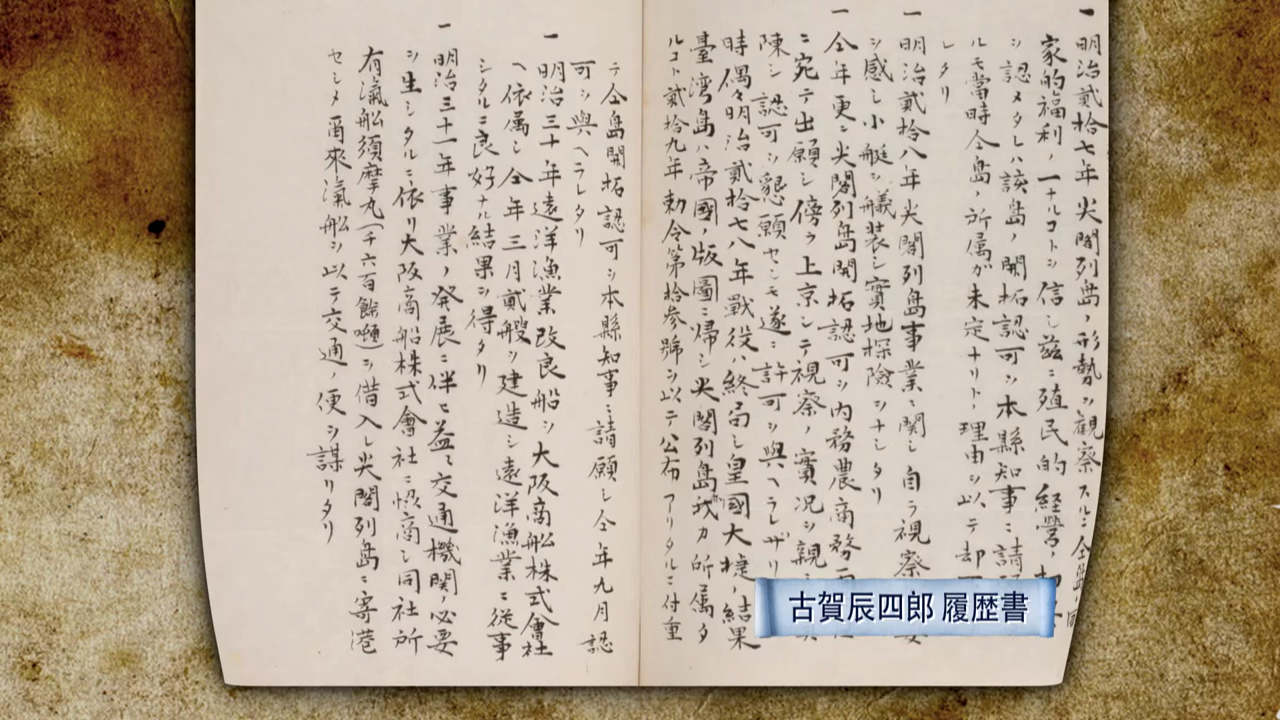 一 明治貳拾七年尖閣列島ノ形勢ヲ観察スルニ仝島
家的福利ノ一ナルコトヲ信シ茲ニ殖民的経營ノ
ヲ認メタレハ該島ノ開拓認可ヲ本縣知事ニ請
ルモ當時仝島ノ所属ガ未定ナリトノ理由ヲ以テ却
レタリ
一 明治貳拾八年尖閣列島事業ニ関シ自ラ視察
ヲ感シ小艇ヲ艤装シ實地探險ヲナシタリ
一 仝年更ニ尖閣列島開拓認可ヲ内務農商務
ニ宛テ出願シ傍ラ上京シテ視察ノ實况ヲ親
陳シ認可ヲ懇願セシモ遂ニ許可ヲ與ヘラレザリ
時偶々明治貳拾七八年戰役ハ終局シ皇國大捷ノ結果
臺湾島ハ帝國ノ版圖ニ帰シ尖閣列島我カ所属タ
ルコト貳拾九年勅令第拾参號ヲ以テ公布アリタルニ付重
テ仝島開拓認可ヲ本縣知事ニ請願シ仝年九月認
可ヲ與ヘラレタリ
一 明治三十年遠洋漁業改良船ヲ大阪商船株式會社
ヘ依属シ仝年三月貳艘ヲ建造シ遠洋漁業ニ従事
シタルニ良好ナル結果ヲ得タリ
一 明治三十一年事業ノ発展ニ伴ヒ益々交通機関ノ必要
ヲ生シタルニ依リ大阪商船株式會社ニ協商シ同社所
有滊船須摩丸（千六百餘噸）ヲ借入レ尖閣列島ニ寄港
セシメ爾來滊船ヲ以テ交通ノ便ヲ謀リタリ
古賀辰四郎 履歴書